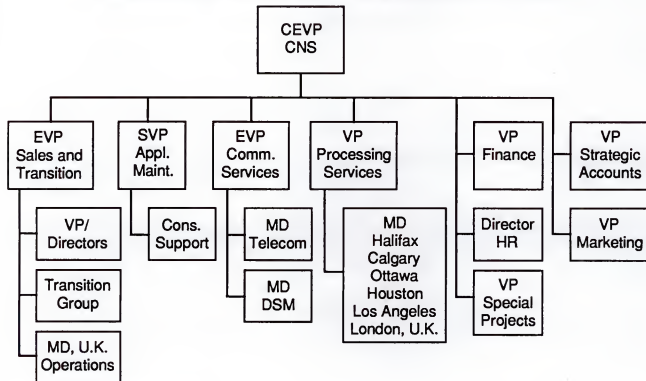 CEVP
CNS
EVP
Sales and
Transition
SVP
Appl.
Maint.
EVP
Comm.
Services
VP
Processing
Services
VP
Finance
VP
Strategic
Accounts
VP/
Directors
Cons.
Support
MD
Telecom
MD
Halifax
Calgary
Ottawa
Houston
Los Angeles
London, U.K.
Director
HR
VP
Marketing
Transition
Group
MD
DSM
VP
Special
Projects
MD, U.K.
Operations